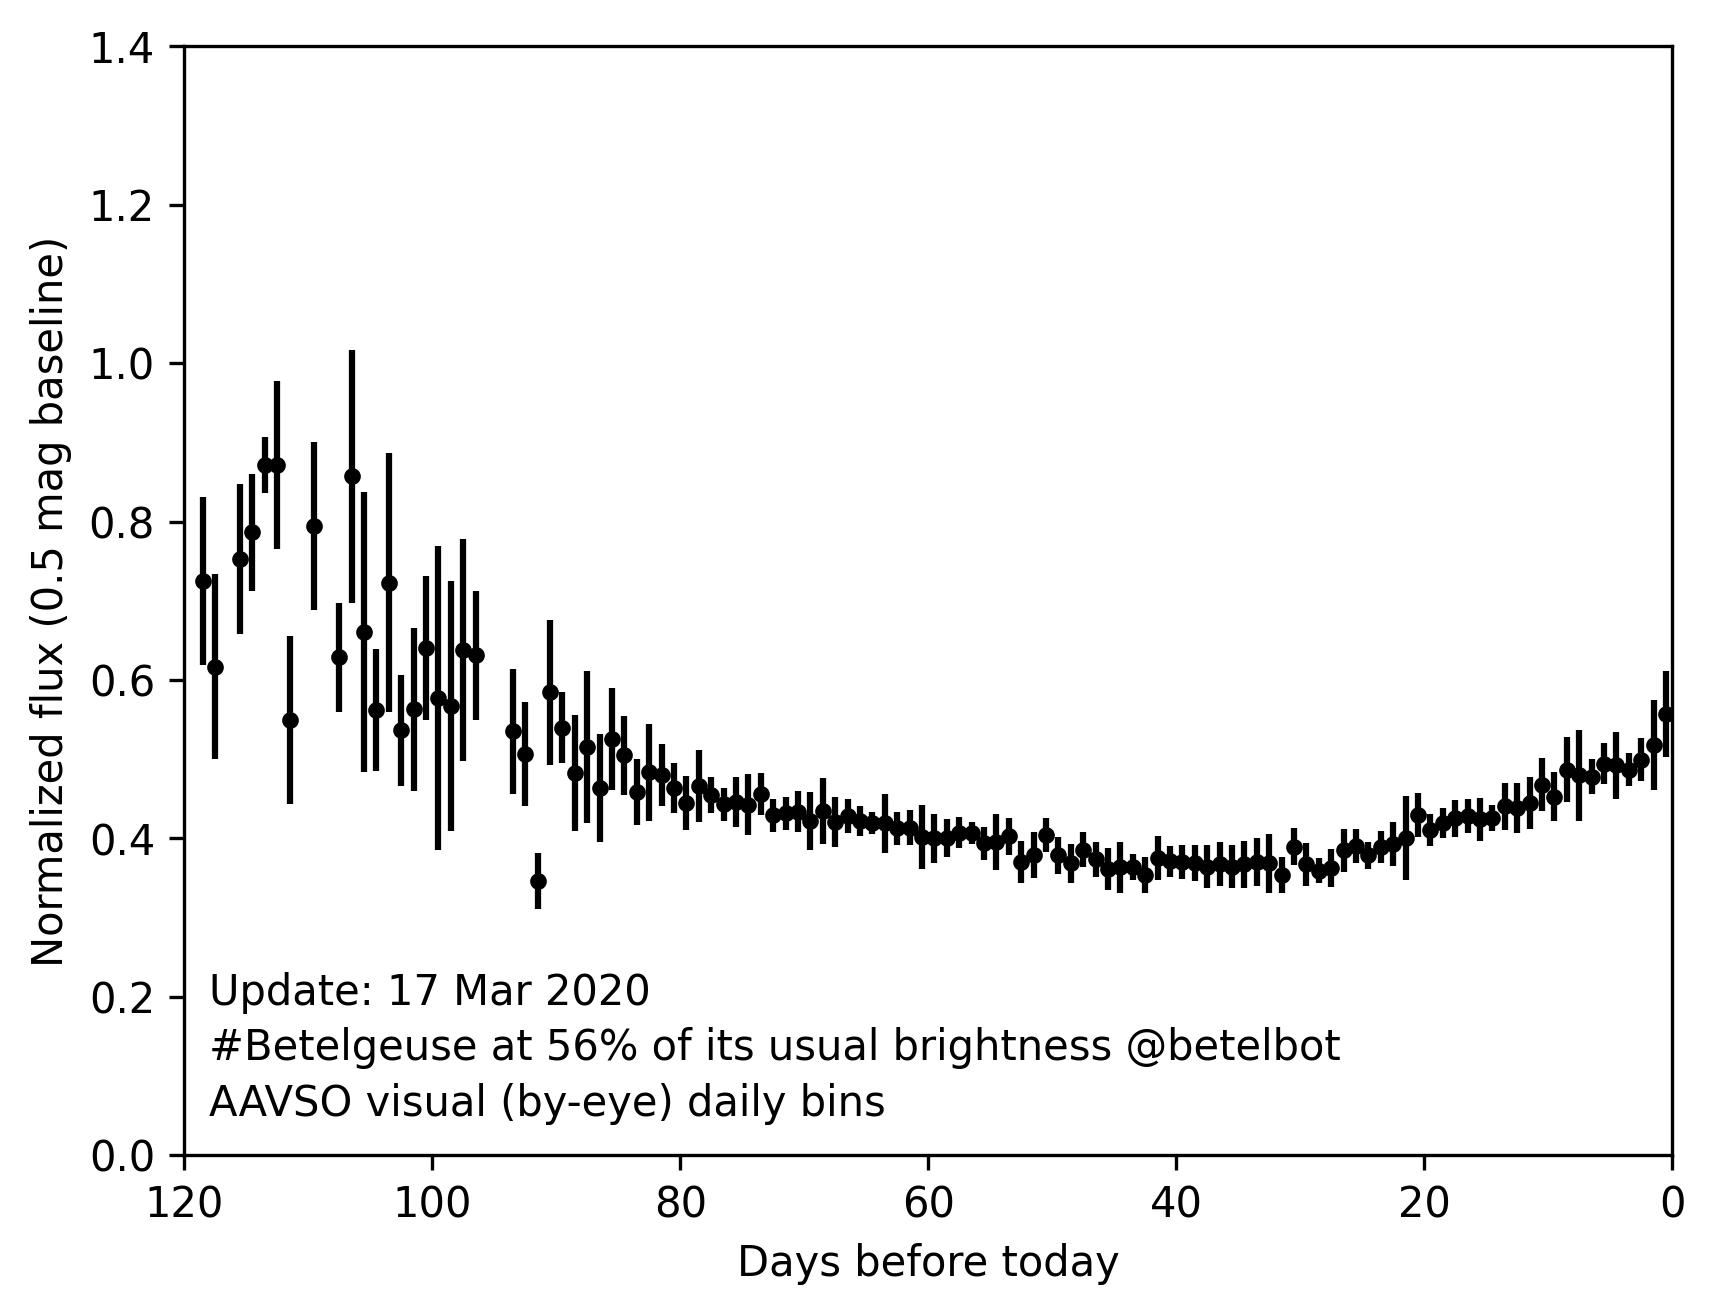 1.4
1.2
1.0
0.8
0.6
0.4
0.2
0.0
Normalized flux (0.5 mag baseline)
Update: 17 Mar 2020
#Betelgeuse at 56% of its usual brightness @betelbot
AAVSO visual (by-eye) daily bins
120 100 80 60 40 20 0
Days before today